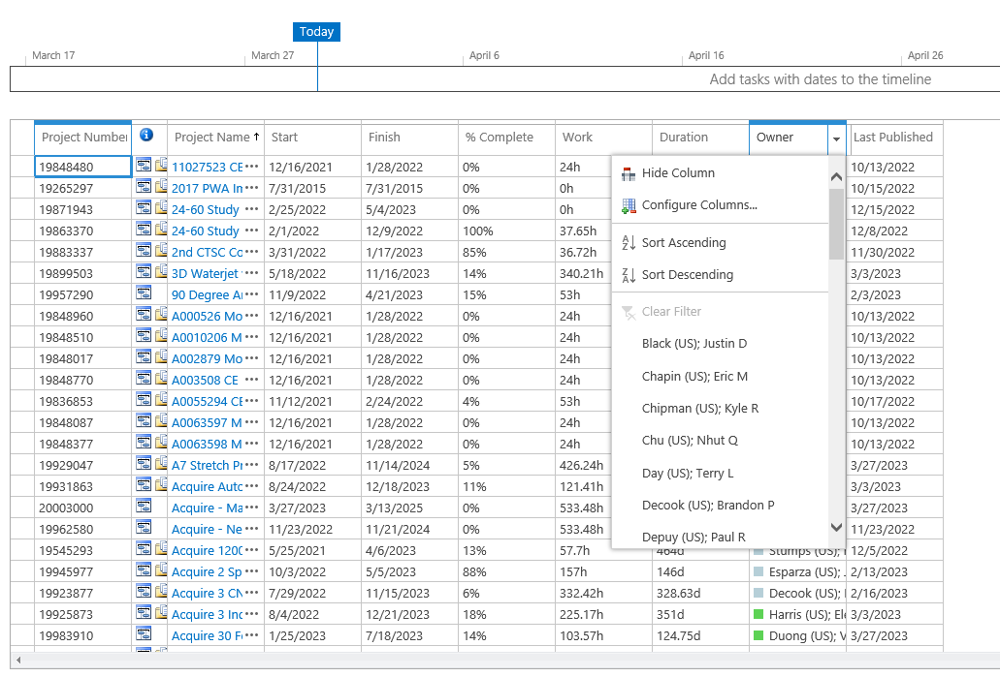 Today
March 17 March 27 April 6 April 16 April 26
Add tasks with dates to the timeline
Project Number Project Name Start Finish % Complete Work Duration Owner Last Published
19848480 11027523 CE 12/16/2021 1/28/2022 0% 24h 10/13/2022
19265297 2017 PWA In 7/31/2015 7/31/2015 0% 0h 10/15/2022
19871943 24-60 Study 2/25/2022 5/4/2023 0% 0h 12/15/2022
19863370 24-60 Study 2/1/2022 12/9/2022 100% 37.65h 12/8/2022
19883337 2nd CTSC Co 3/31/2022 1/17/2023 85% 36.72h 11/30/2022
19899503 3D Waterjet 5/18/2022 11/16/2023 14% 340.21h 3/3/2023
19957290 90 Degree A 11/9/2022 4/21/2023 15% 53h 2/3/2023
19848960 A000526 Mo 12/16/2021 1/28/2022 0% 24h 10/13/2022
19848510 A0010206 M 12/16/2021 1/28/2022 0% 24h 10/13/2022
19848017 A002879 Mo 12/16/2021 1/28/2022 0% 24h 10/13/2022
19848770 A003508 CE 12/16/2021 1/28/2022 0% 24h 10/13/2022
19836853 A0055294 CE 11/12/2021 2/24/2022 4% 53h 10/17/2022
19848087 A0063597 M 12/16/2021 1/28/2022 0% 24h 10/13/2022
19848377 A0063598 M 12/16/2021 1/28/2022 0% 24h 10/13/2022
19929047 A7 Stretch Pr 8/17/2022 11/14/2024 5% 426.24h 3/27/2023
19931863 Acquire Auto 8/24/2022 12/18/2023 11% 121.41h 3/3/2023
20003000 Acquire - Ma 3/27/2023 3/13/2025 0% 533.48h 3/27/2023
19962580 Acquire - Ne 11/23/2022 11/21/2024 0% 533.48h 11/23/2022
19545293 Acquire 1200 5/25/2021 4/6/2023 13% 57.7h 464d Stumps (US); 12/5/2022
19945977 Acquire 2 Sp 10/3/2022 5/5/2023 88% 157h 146d Esparza (US); 2/13/2023
19923877 Acquire 3 CN 7/29/2022 11/15/2023 6% 332.42h 328.63d Decook (US); 2/16/2023
19925873 Acquire 3 Inc 8/4/2022 12/21/2023 18% 225.17h 351d Harris (US); Ele 3/3/2023
19983910 Acquire 30 F 1/25/2023 7/18/2023 14% 103.57h 124.75d Duong (US); V 3/27/2023
Hide Column
Configure Columns...
Sort Ascending
Sort Descending
Clear Filter
Black (US); Justin D
Chapin (US); Eric M
Chipman (US); Kyle R
Chu (US); Nhut Q
Day (US); Terry L
Decook (US); Brandon P
Depuy (US); Paul R